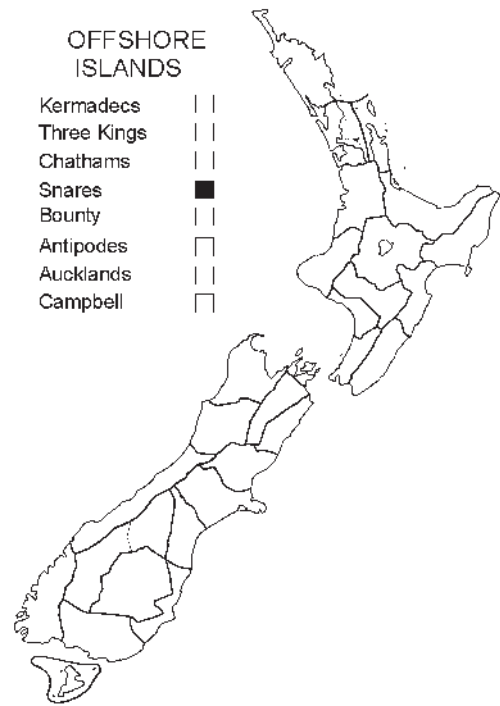 OFFSHORE
ISLANDS
Kermadecs
Three Kings
Chathams
Snares
Bounty
Antipodes
Aucklands
Campbell